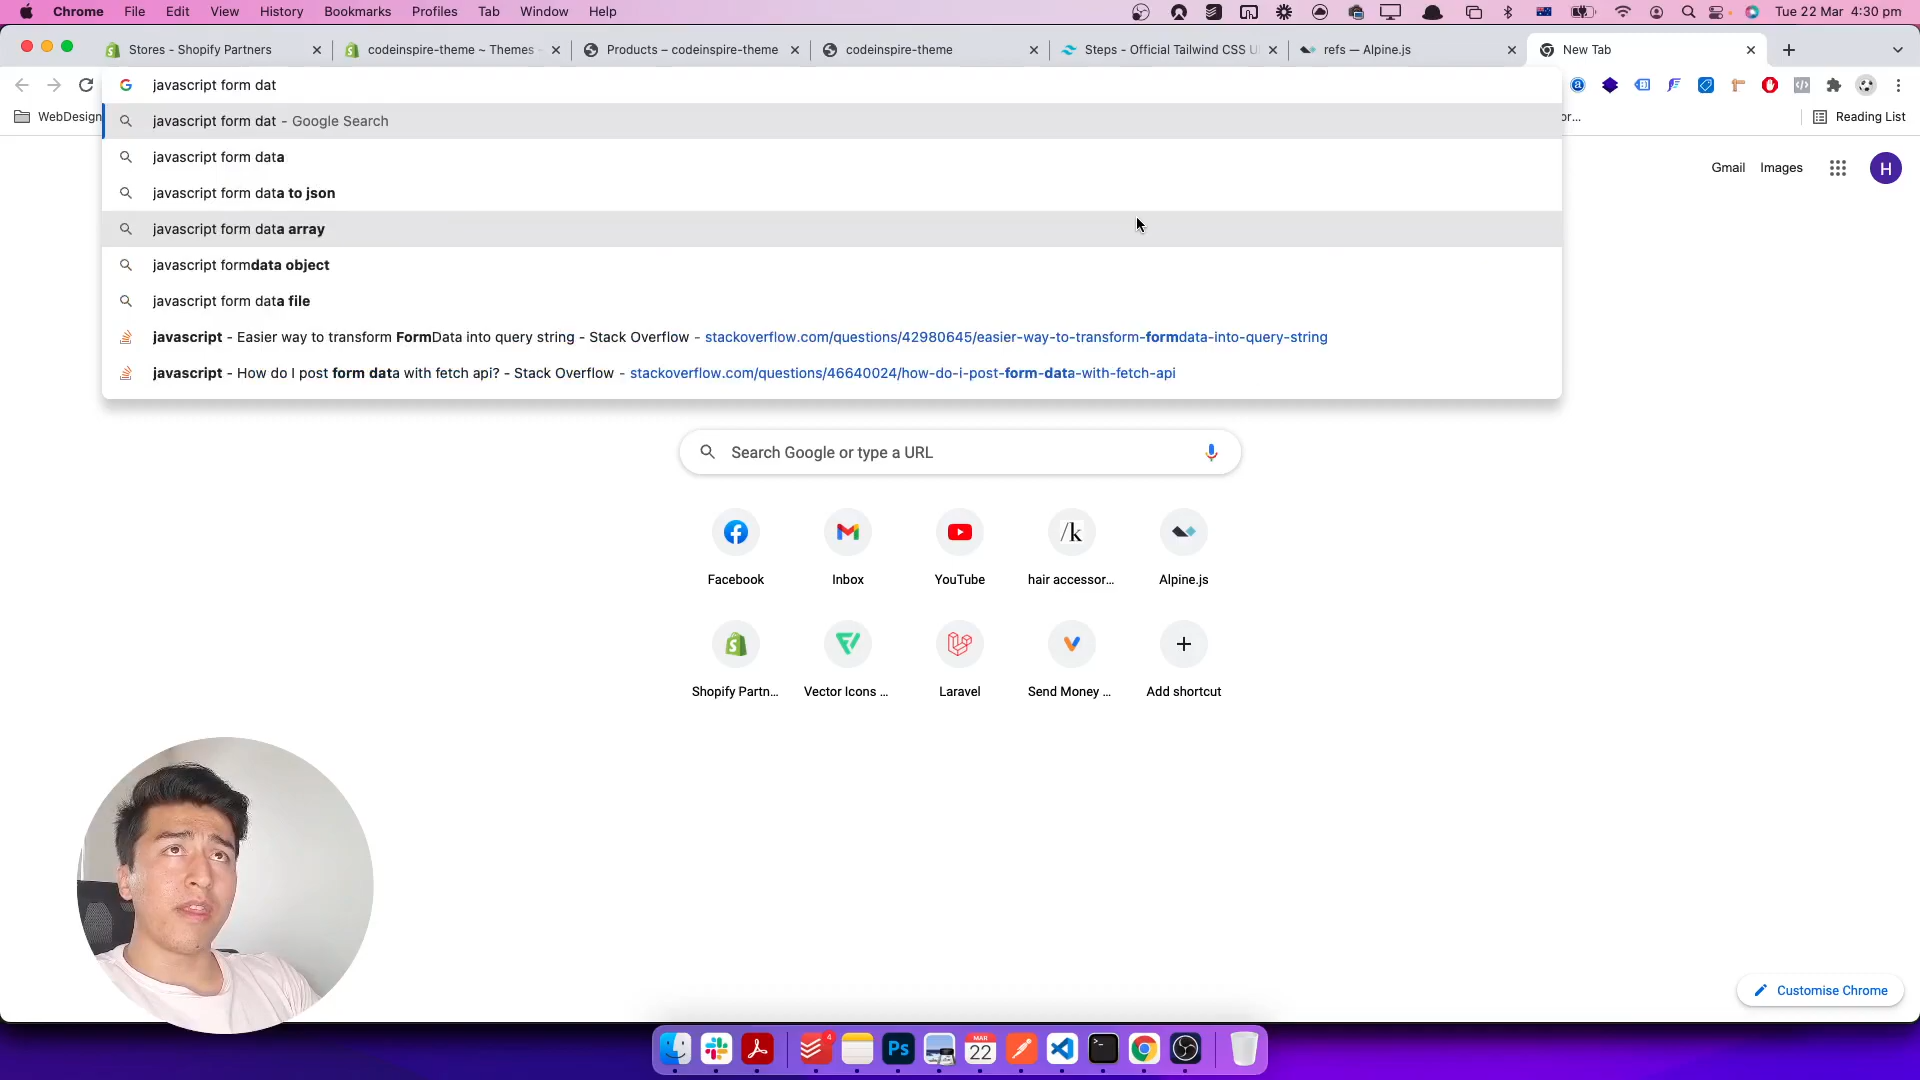 Chrome File Edit View History Bookmarks Profiles Tab Window Help Tue 22 Mar 4:30 pm
Stores - Shopify Partners codeinspire-theme ~ Themes - Products – codeinspire-theme codeinspire-theme Steps - Official Tailwind CSS UI refs — Alpine.js New Tab
javascript form dat
WebDesign or... Reading List
javascript form dat - Google Search
javascript form data
Gmail Images H
javascript form data to json
javascript form data array
javascript formdata object
javascript form data file
javascript - Easier way to transform FormData into query string - Stack Overflow - stackoverflow.com/questions/42980645/easier-way-to-transform-formdata-into-query-string
javascript - How do I post form data with fetch api? - Stack Overflow - stackoverflow.com/questions/46640024/how-do-i-post-form-data-with-fetch-api
Search Google or type a URL
/k
Facebook Inbox YouTube hair accessor... Alpine.js
Shopify Partn... Vector Icons ... Laravel Send Money ... Add shortcut
Customise Chrome
4 Ps MAR 22